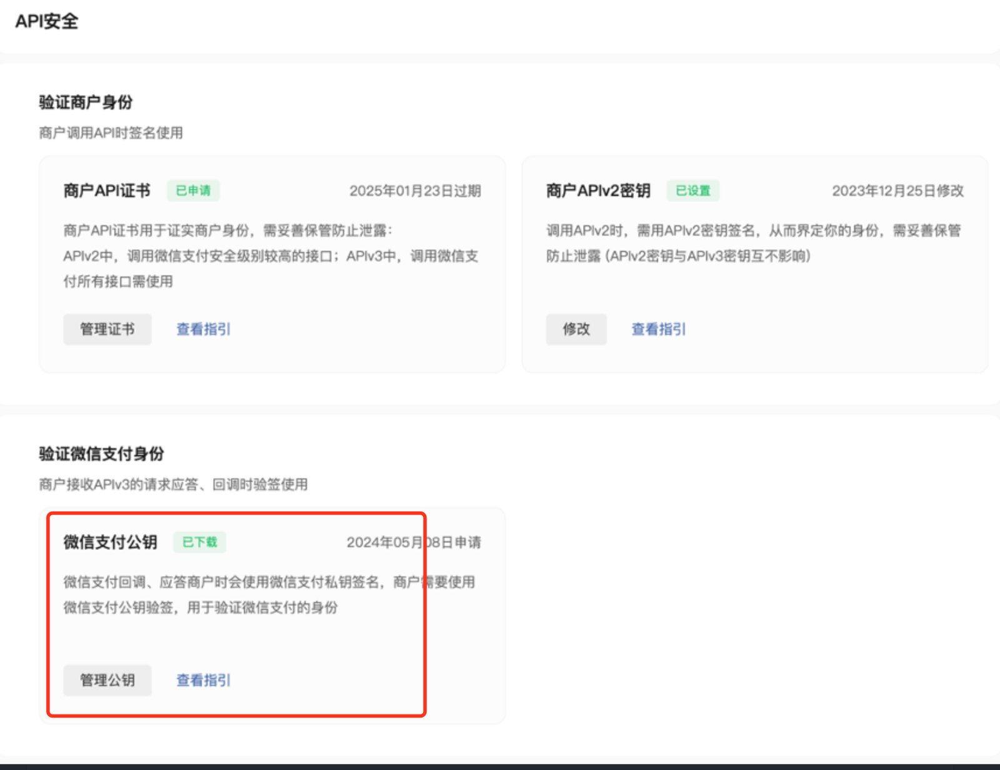 API安全
验证商户身份
商户调用API时签名使用
商户API证书 已申请 2025年01月23日过期
商户API证书用于证实商户身份，需妥善保管防止泄露：
APIv2中，调用微信支付安全级别较高的接口；APIv3中，调用微信支
付所有接口需使用
管理证书 查看指引
商户APIv2密钥 已设置 2023年12月25日修改
调用APIv2时，需用APIv2密钥签名，从而界定你的身份，需妥善保管
防止泄露 (APIv2密钥与APIv3密钥互不影响)
修改 查看指引
验证微信支付身份
商户接收APIv3的请求应答、回调时验签使用
微信支付公钥 已下载 2024年05月08日申请
微信支付回调、应答商户时会使用微信支付私钥签名，商户需要使用
微信支付公钥验签，用于验证微信支付的身份
管理公钥 查看指引